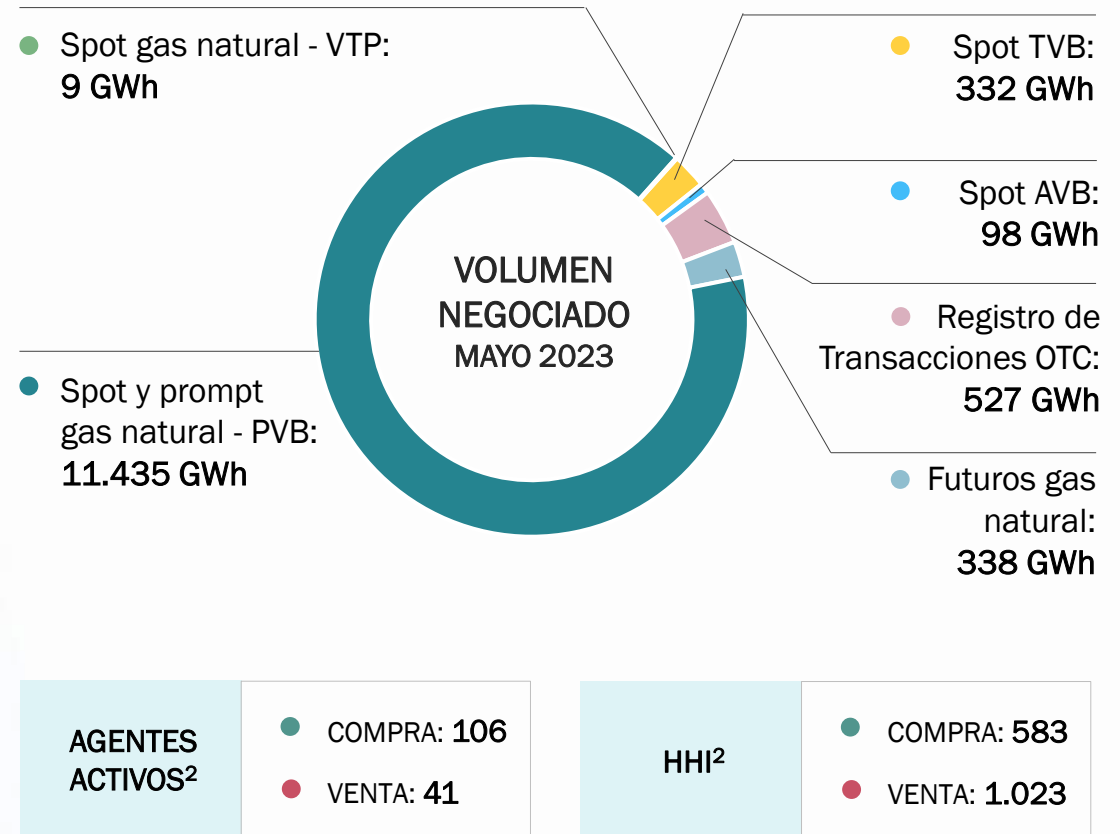 Spot gas natural - VTP:
9 GWh
Spot TVB:
332 GWh
Spot AVB:
98 GWh
VOLUMEN
NEGOCIADO
MAYO 2023
Registro de
Transacciones OTC:
527 GWh
Spot y prompt
gas natural - PVB:
11.435 GWh
Futuros gas
natural:
338 GWh
AGENTES
ACTIVOS²
COMPRA: 106
VENTA: 41
HHI²
COMPRA: 583
VENTA: 1.023